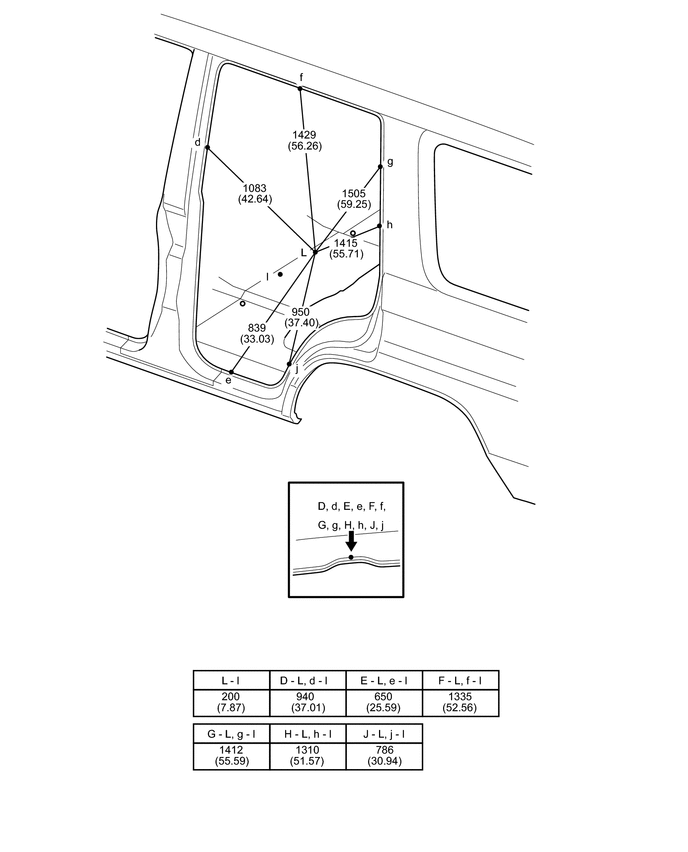 f
d
1429
(56.26)
g
1083
(42.64)
1505
(59.25)
h
L
1415
(55.71)
l
950
(37.40)
839
(33.03)
j
e
D, d, E, e, F, f,
G, g, H, h, J, j
L - l D - L, d - l E - L, e - l F - L, f - l
200 940 650 1335
(7.87) (37.01) (25.59) (52.56)
G - L, g - l H - L, h - l J - L, j - l
1412 1310 786
(55.59) (51.57) (30.94)